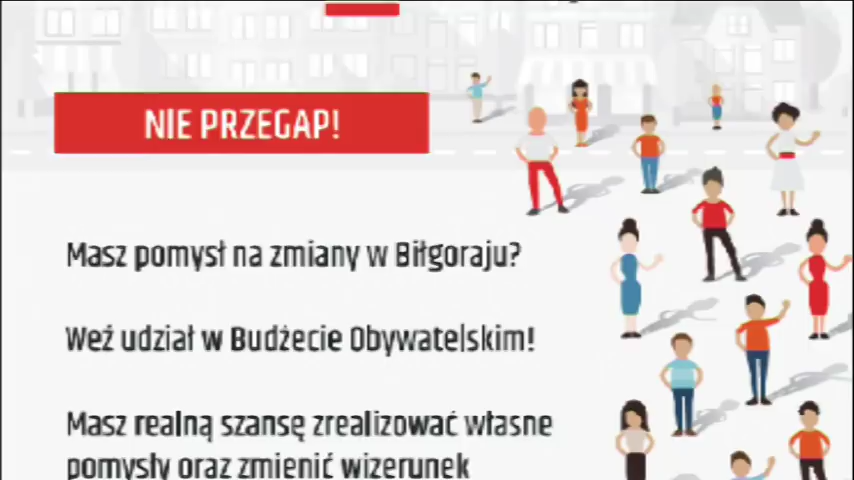 NIE PRZEGAP!
Masz pomysł na zmiany w Biłgoraju?
Weź udział w Budżecie Obywatelskim!
Masz realną szansę zrealizować własne
pomysły oraz zmienić wizerunek